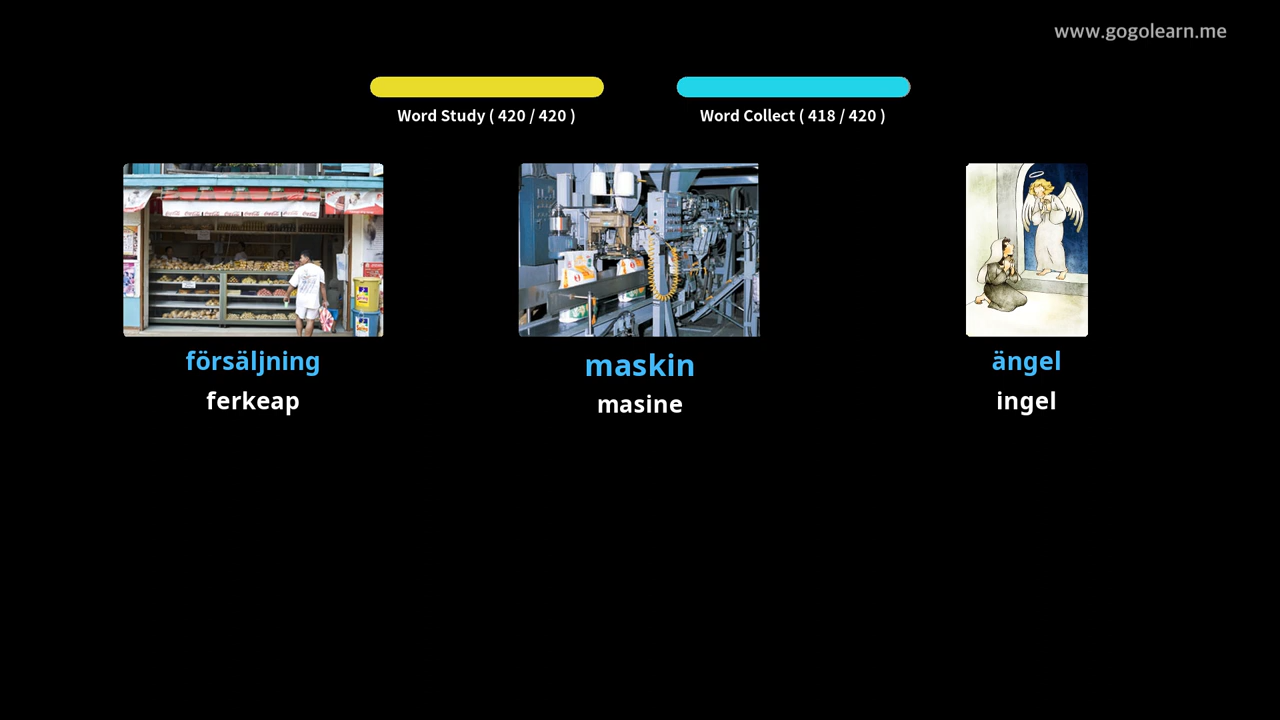 www.gogolearn.me
Word Study ( 420 / 420 )
Word Collect ( 418 / 420 )
försäljning
maskin
ängel
ferkeap
masine
ingel